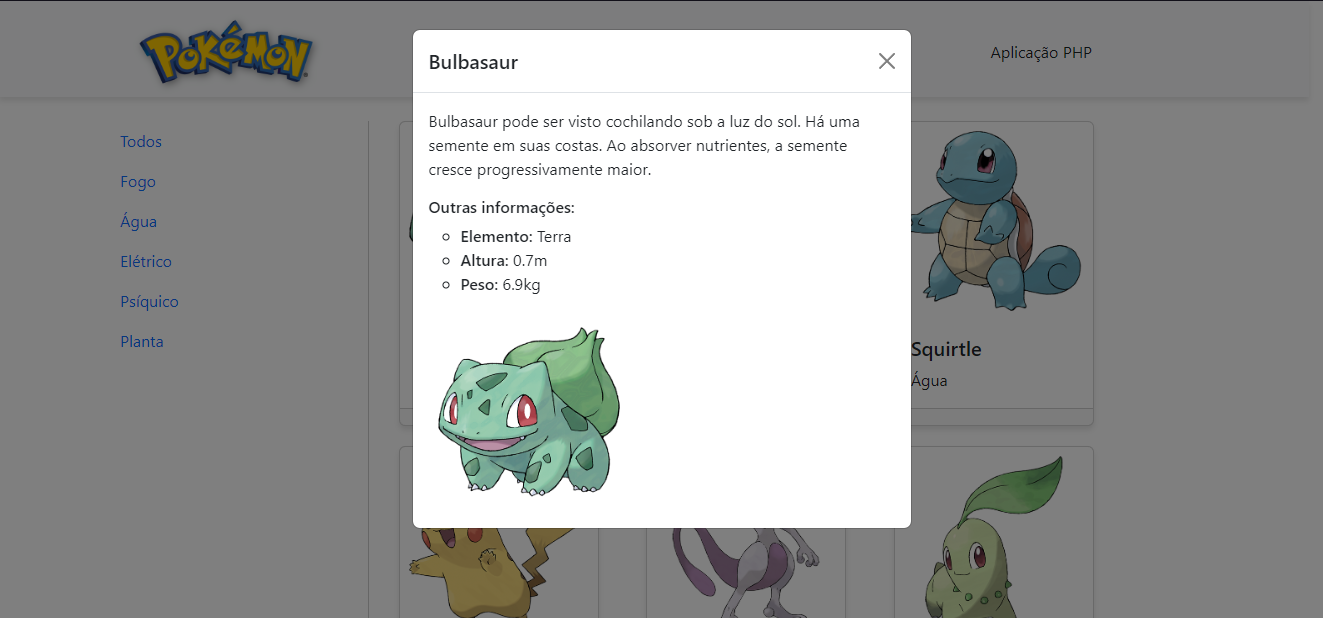 POKéMON
Aplicação PHP
Todos
Fogo
Água
Elétrico
Psíquico
Planta
Bulbasaur
Bulbasaur pode ser visto cochilando sob a luz do sol. Há uma
semente em suas costas. Ao absorver nutrientes, a semente
cresce progressivamente maior.
Outras informações:
Elemento: Terra
Altura: 0.7m
Peso: 6.9kg
Squirtle
Água